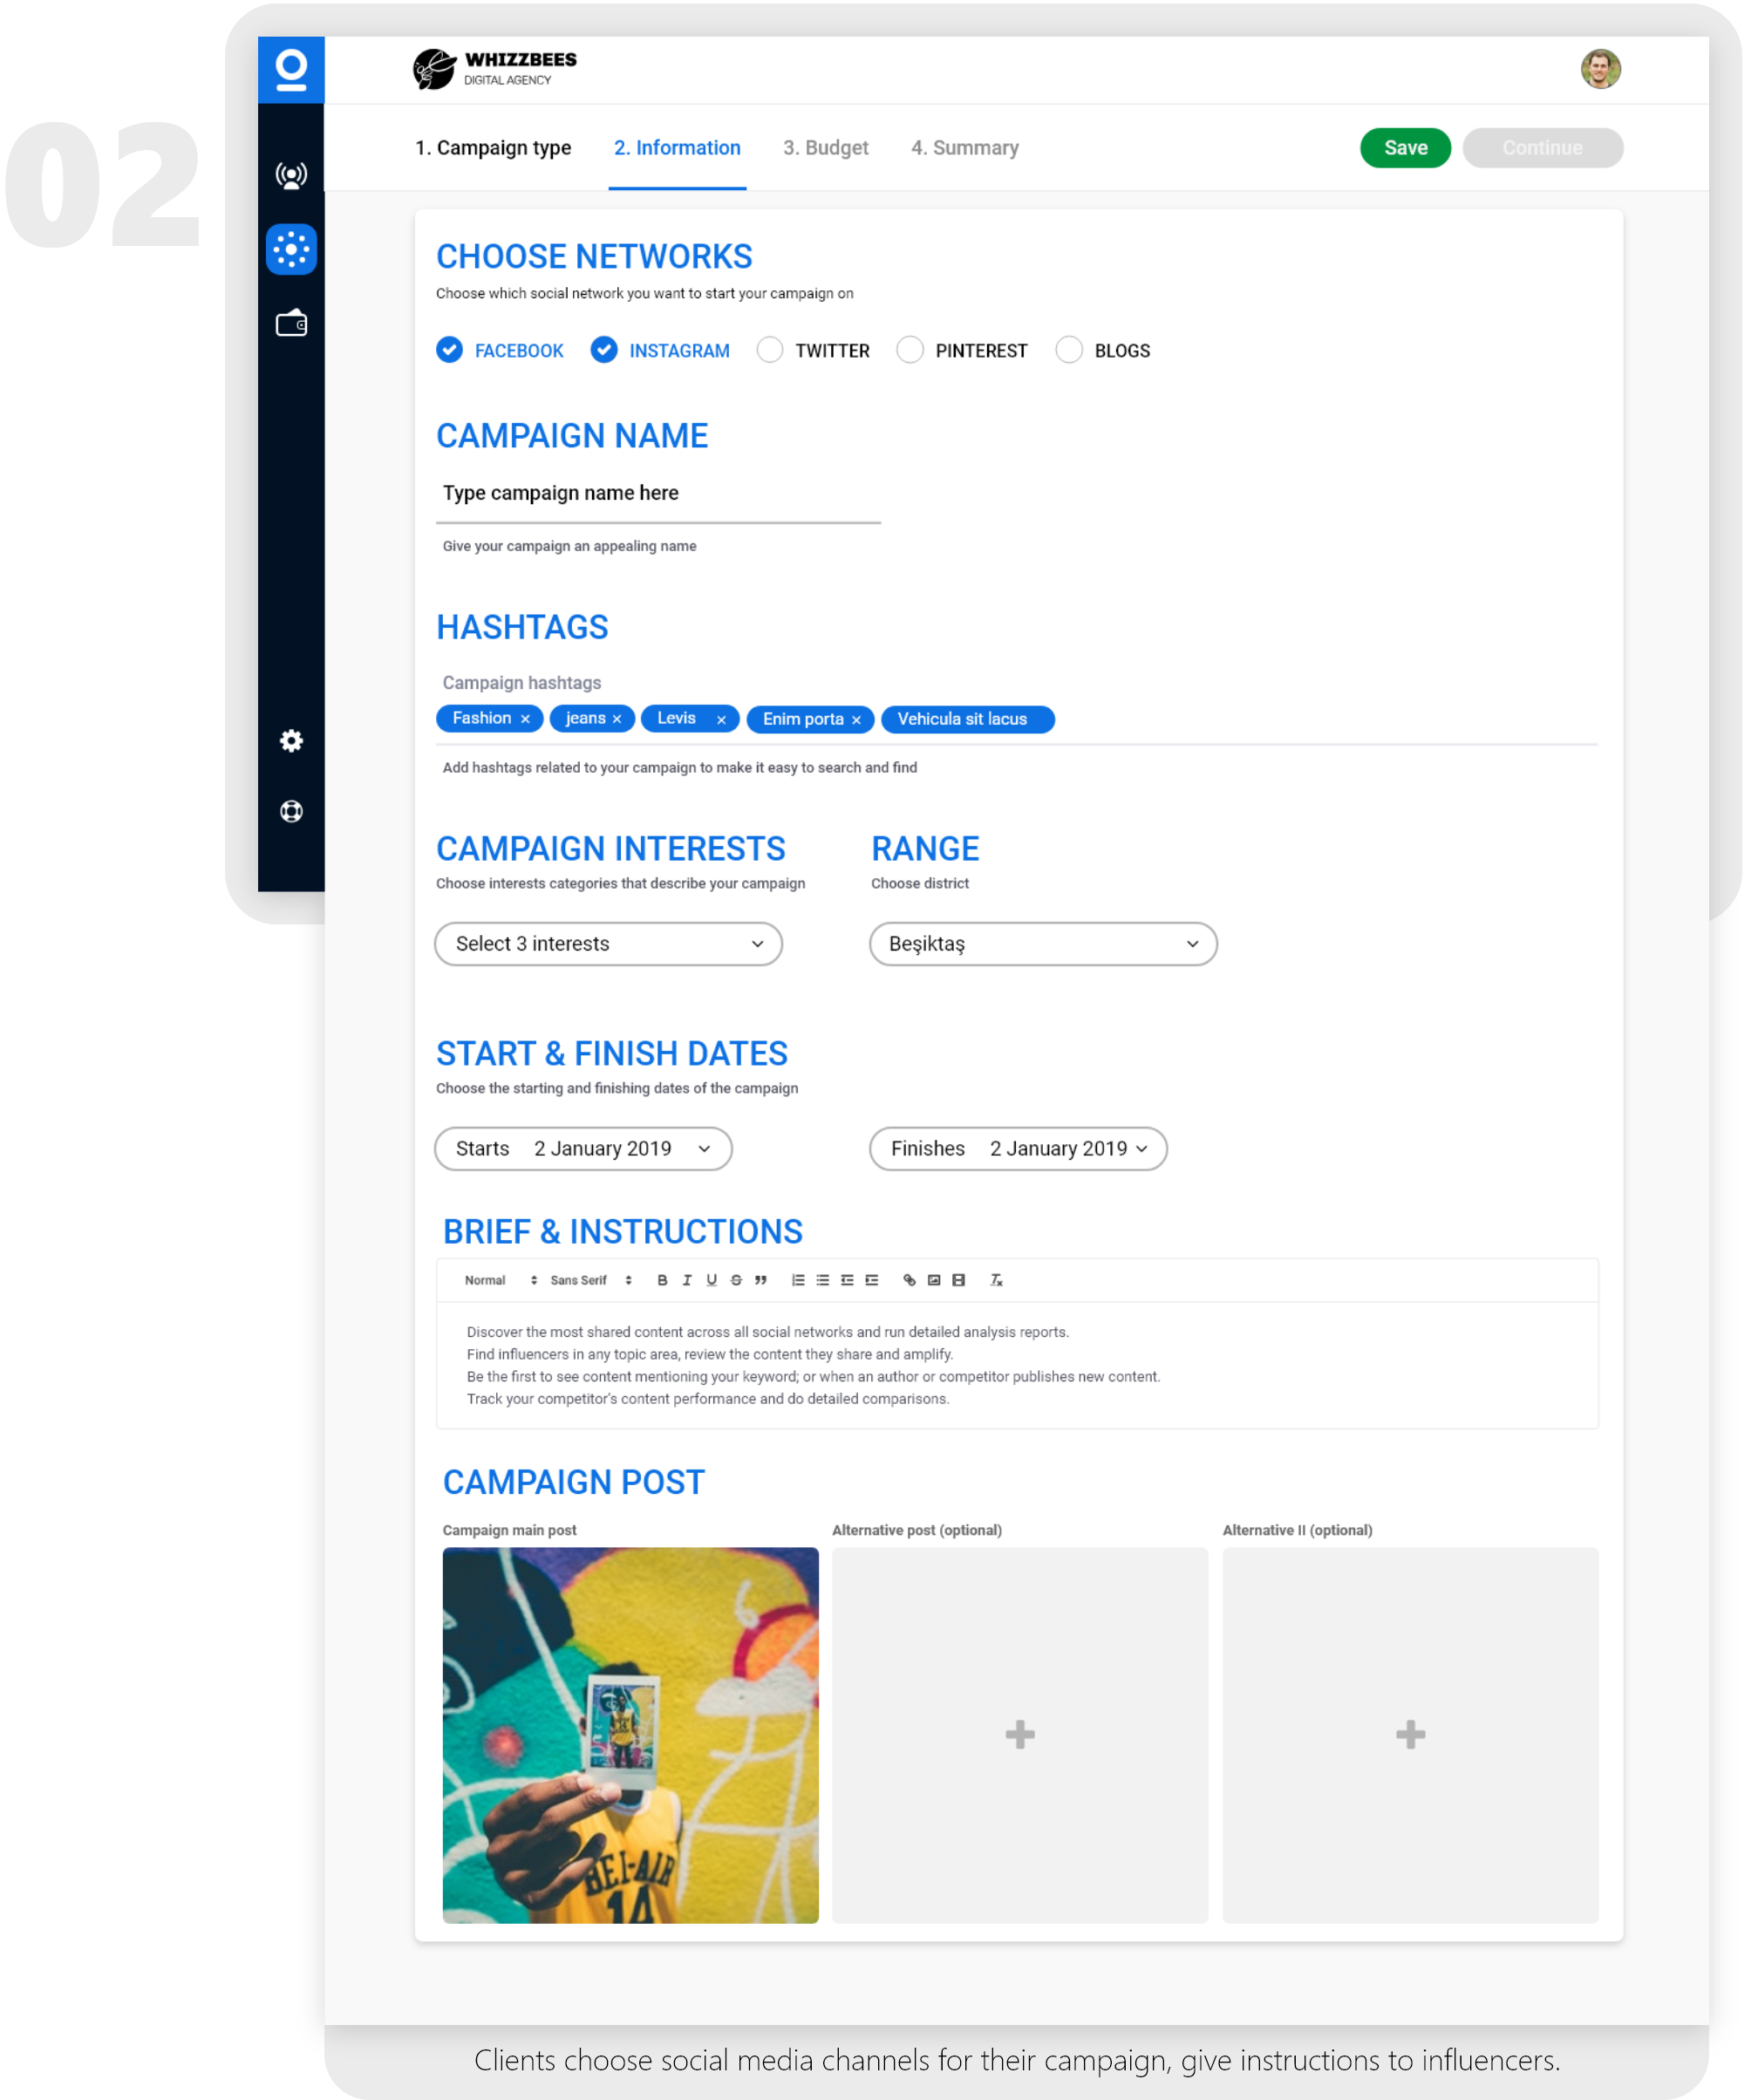 02
WHIZZBEES
DIGITAL AGENCY
1. Campaign type 2. Information 3. Budget 4. Summary Save Continue
CHOOSE NETWORKS
Choose which social network you want to start your campaign on
FACEBOOK INSTAGRAM TWITTER PINTEREST BLOGS
CAMPAIGN NAME
Type campaign name here
Give your campaign an appealing name
HASHTAGS
Campaign hashtags
Fashion × jeans × Levis × Enim porta × Vehicula sit lacus
Add hashtags related to your campaign to make it easy to search and find
CAMPAIGN INTERESTS RANGE
Choose interests categories that describe your campaign Choose district
Select 3 interests Beşiktaş
START & FINISH DATES
Choose the starting and finishing dates of the campaign
Starts 2 January 2019 Finishes 2 January 2019
BRIEF & INSTRUCTIONS
Normal Sans Serif B I U S
Discover the most shared content across all social networks and run detailed analysis reports.
Find influencers in any topic area, review the content they share and amplify.
Be the first to see content mentioning your keyword; or when an author or competitor publishes new content.
Track your competitor's content performance and do detailed comparisons.
CAMPAIGN POST
Campaign main post Alternative post (optional) Alternative II (optional)
BEL-AIR
14
Clients choose social media channels for their campaign, give instructions to influencers.